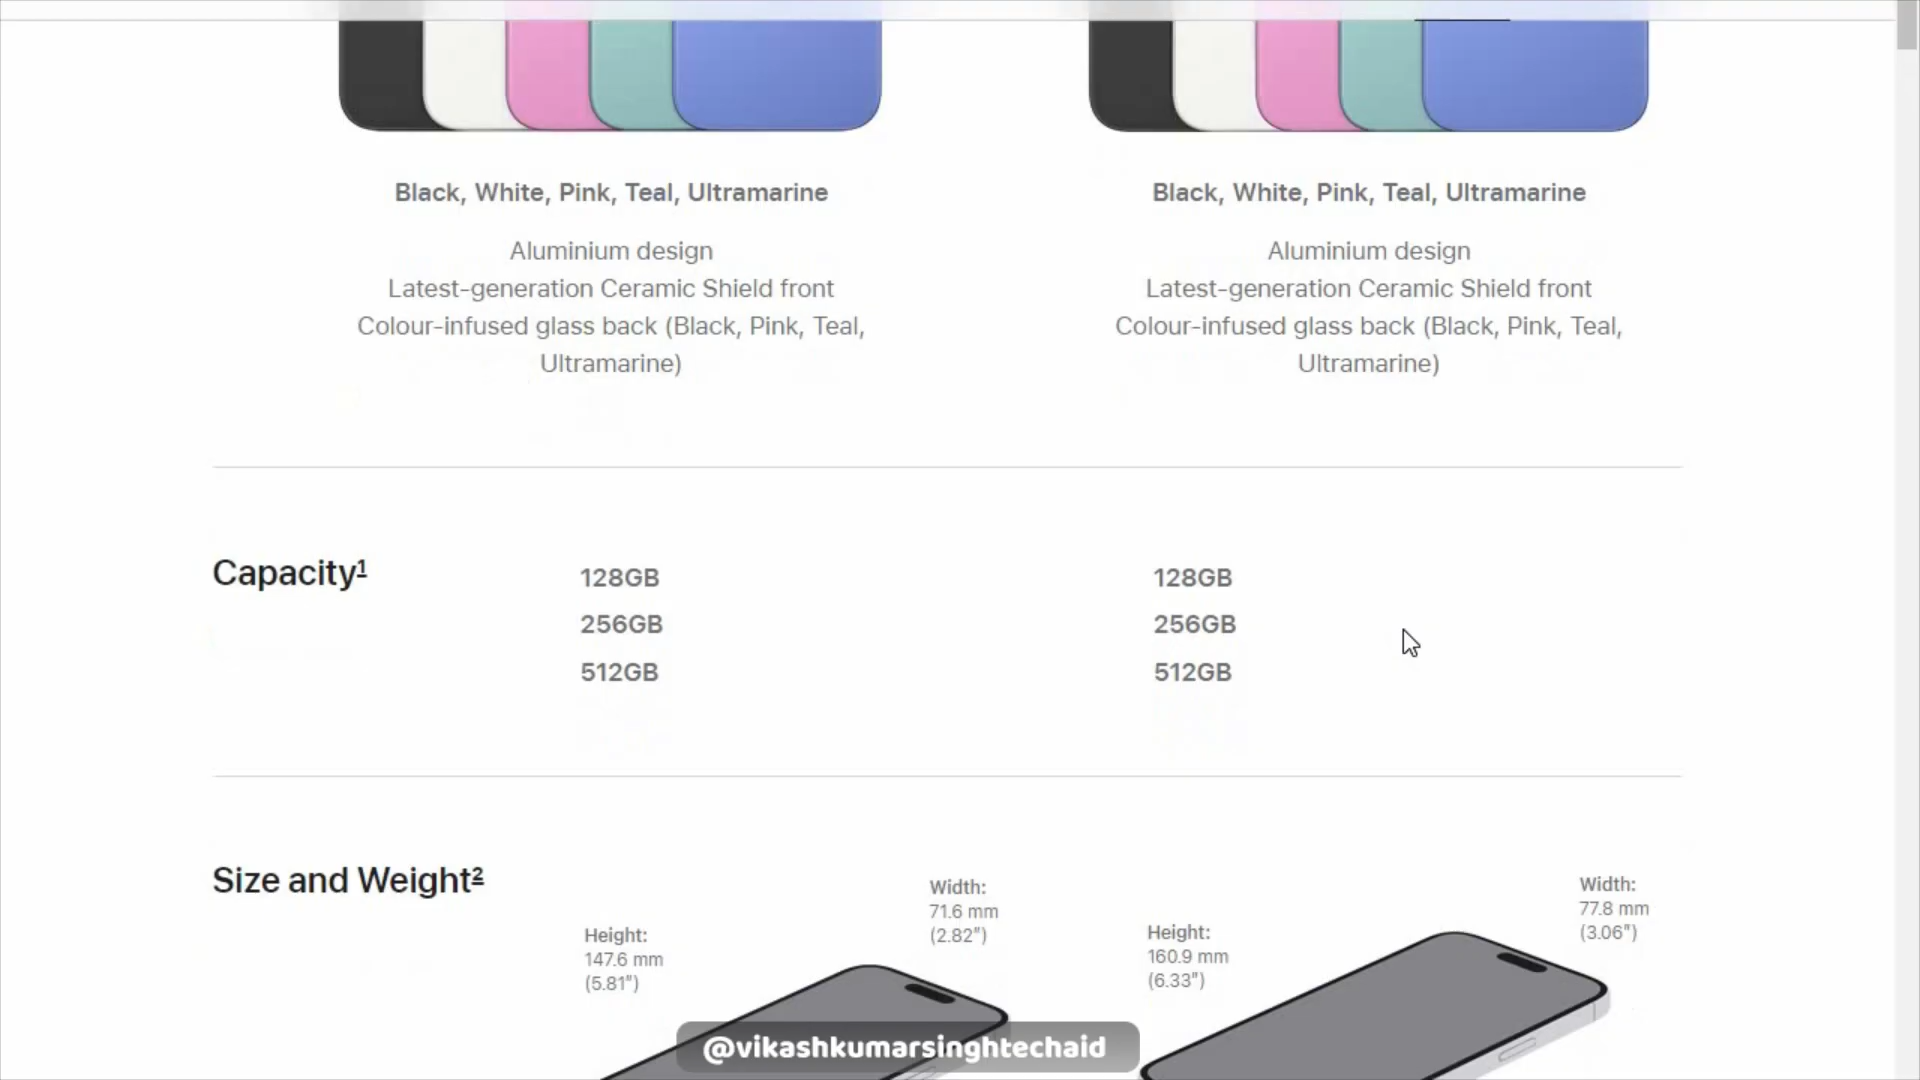 Black, White, Pink, Teal, Ultramarine
Aluminium design
Latest-generation Ceramic Shield front
Colour-infused glass back (Black, Pink, Teal,
Ultramarine)
Black, White, Pink, Teal, Ultramarine
Aluminium design
Latest-generation Ceramic Shield front
Colour-infused glass back (Black, Pink, Teal,
Ultramarine)
Capacity1
128GB
256GB
512GB
128GB
256GB
512GB
Size and Weight2
Height:
147.6 mm
(5.81")
Width:
71.6 mm
(2.82")
Height:
160.9 mm
(6.33")
Width:
77.8 mm
(3.06")
@vikashkumarsinghtechaid